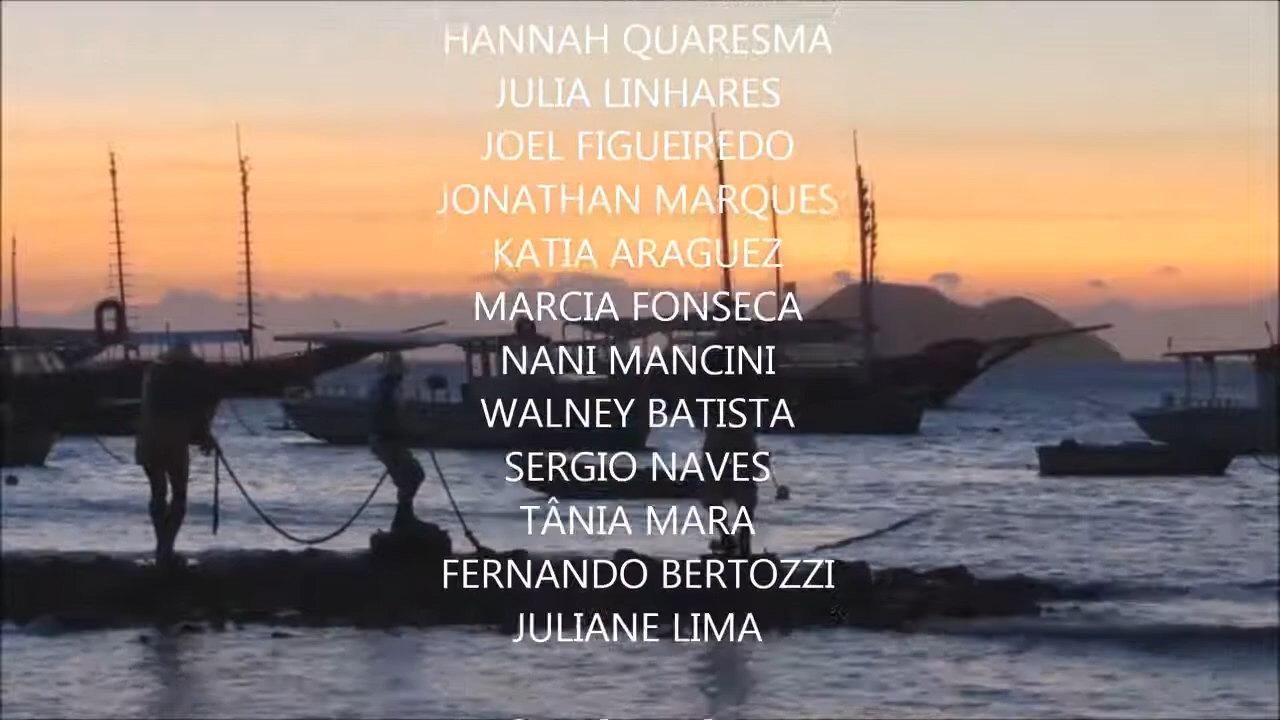 HANNAH QUARESMA
JULIA LINHARES
JOEL FIGUEIREDO
JONATHAN MARQUES
KATIA ARAGUEZ
MARCIA FONSECA
NANI MANCINI
WALNEY BATISTA
SERGIO NAVES
TÂNIA MARA
FERNANDO BERTOZZI
JULIANE LIMA